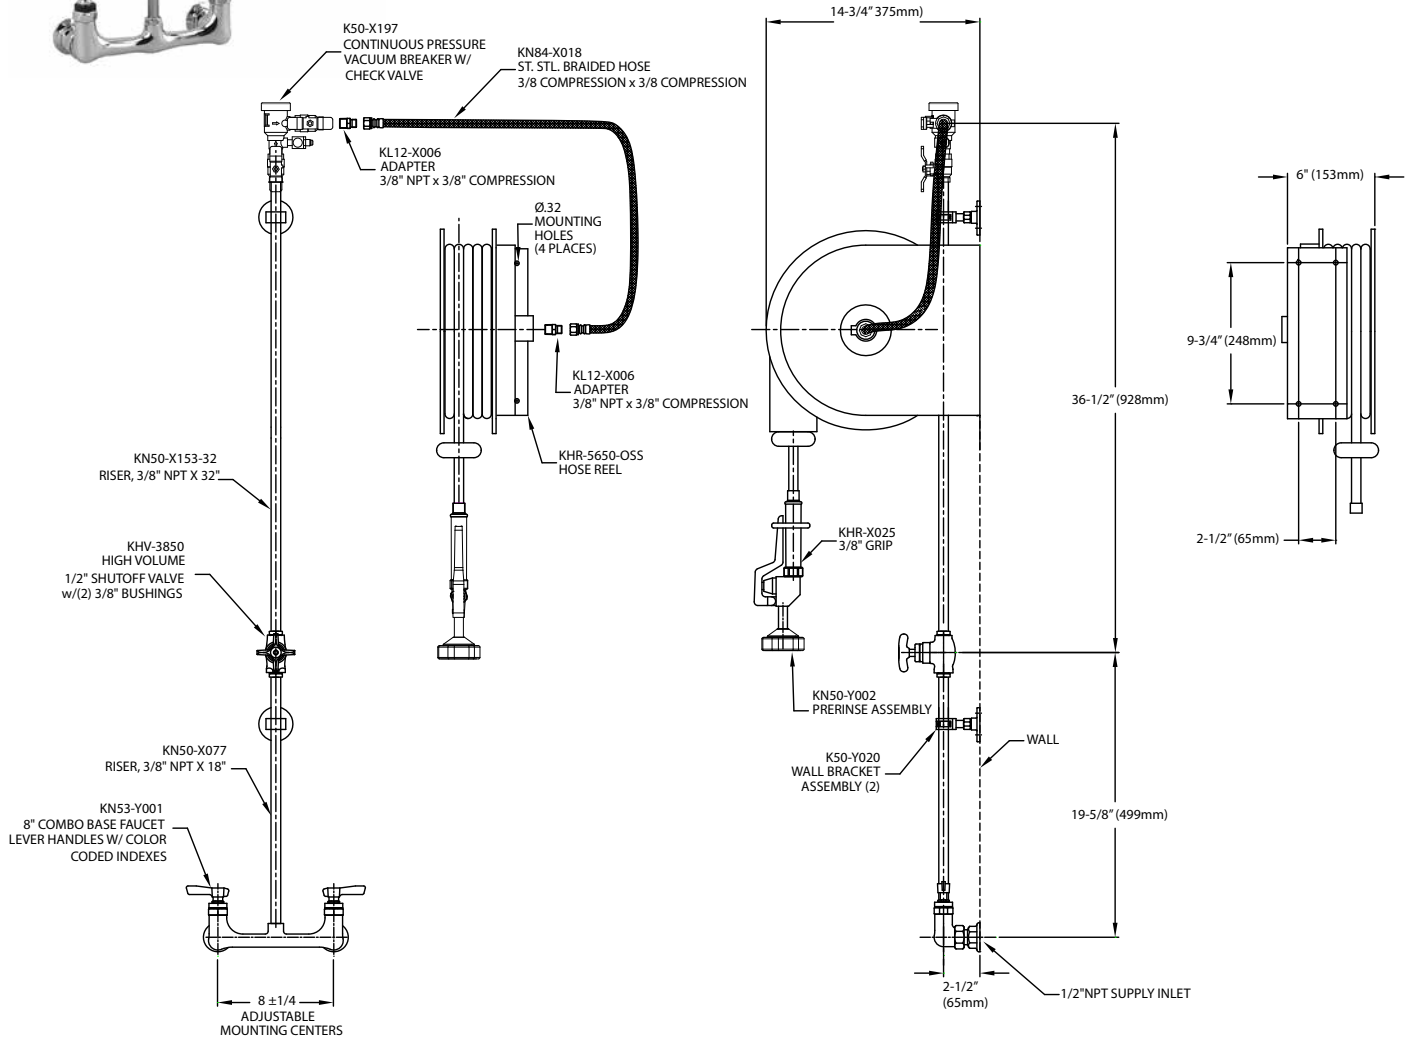 14-3/4” 375mm)
K50-X197
CONTINUOUS PRESSURE
VACUUM BREAKER W/
CHECK VALVE
KN84-X018
ST. STL. BRAIDED HOSE
3/8 COMPRESSION x 3/8 COMPRESSION
KL12-X006
ADAPTER
3/8" NPT x 3/8" COMPRESSION
Ø.32
MOUNTING
HOLES
(4 PLACES)
6" (153mm)
9-3/4” (248mm)
KL12-X006
ADAPTER
3/8" NPT x 3/8" COMPRESSION
36-1/2” (928mm)
KHR-5650-OSS
HOSE REEL
KN50-X153-32
RISER, 3/8" NPT X 32"
KHV-3850
HIGH VOLUME
1/2" SHUTOFF VALVE
w/(2) 3/8" BUSHINGS
KHR-X025
3/8" GRIP
2-1/2” (65mm)
KN50-Y002
PRERINSE ASSEMBLY
KN50-X077
RISER, 3/8" NPT X 18"
K50-Y020
WALL BRACKET
ASSEMBLY (2)
WALL
KN53-Y001
8" COMBO BASE FAUCET
LEVER HANDLES W/ COLOR
CODED INDEXES
19-5/8” (499mm)
8 ±1/4
ADJUSTABLE
MOUNTING CENTERS
2-1/2”
(65mm)
1/2"NPT SUPPLY INLET